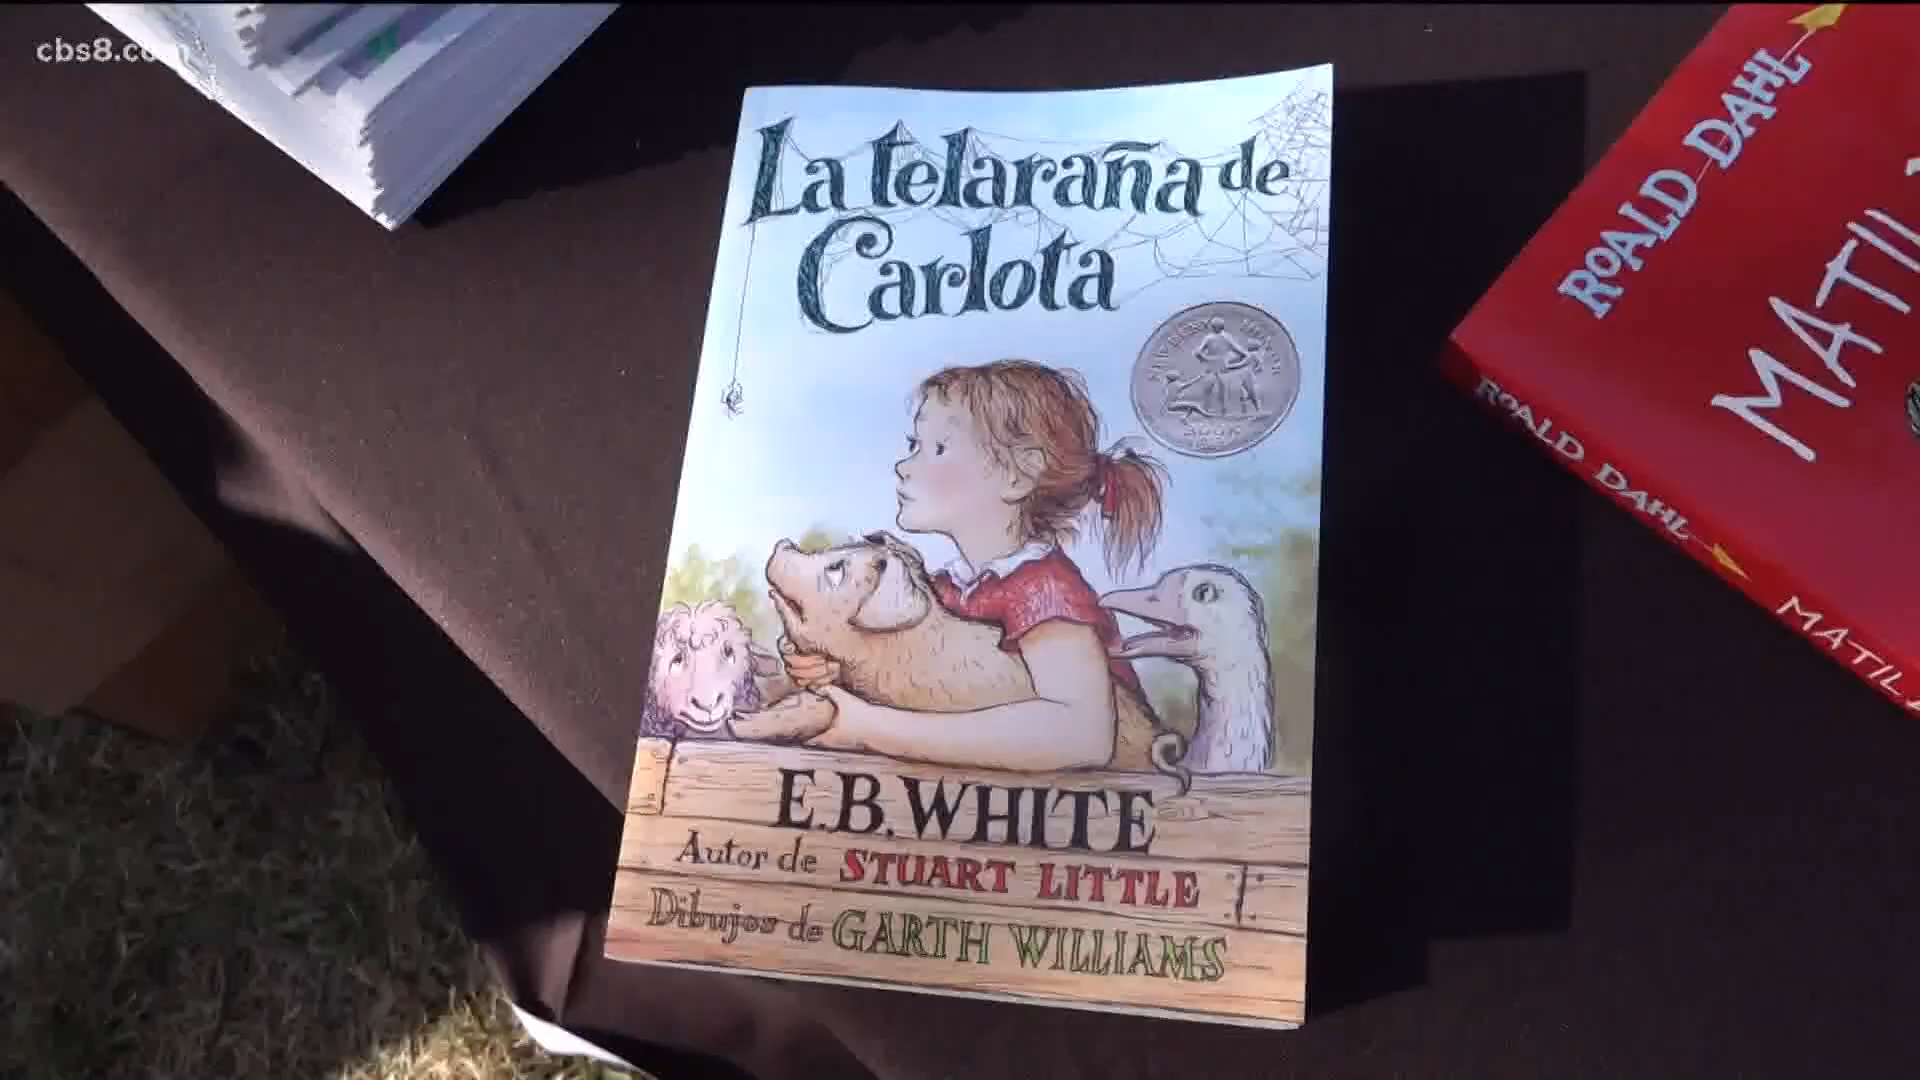 cbs8.com
La telaraña de
Carlota
E.B. WHITE
Autor de STUART LITTLE
Dibujos de GARTH WILLIAMS
ROALD DAHL
MATIL
ROALD DAHL
MATIL